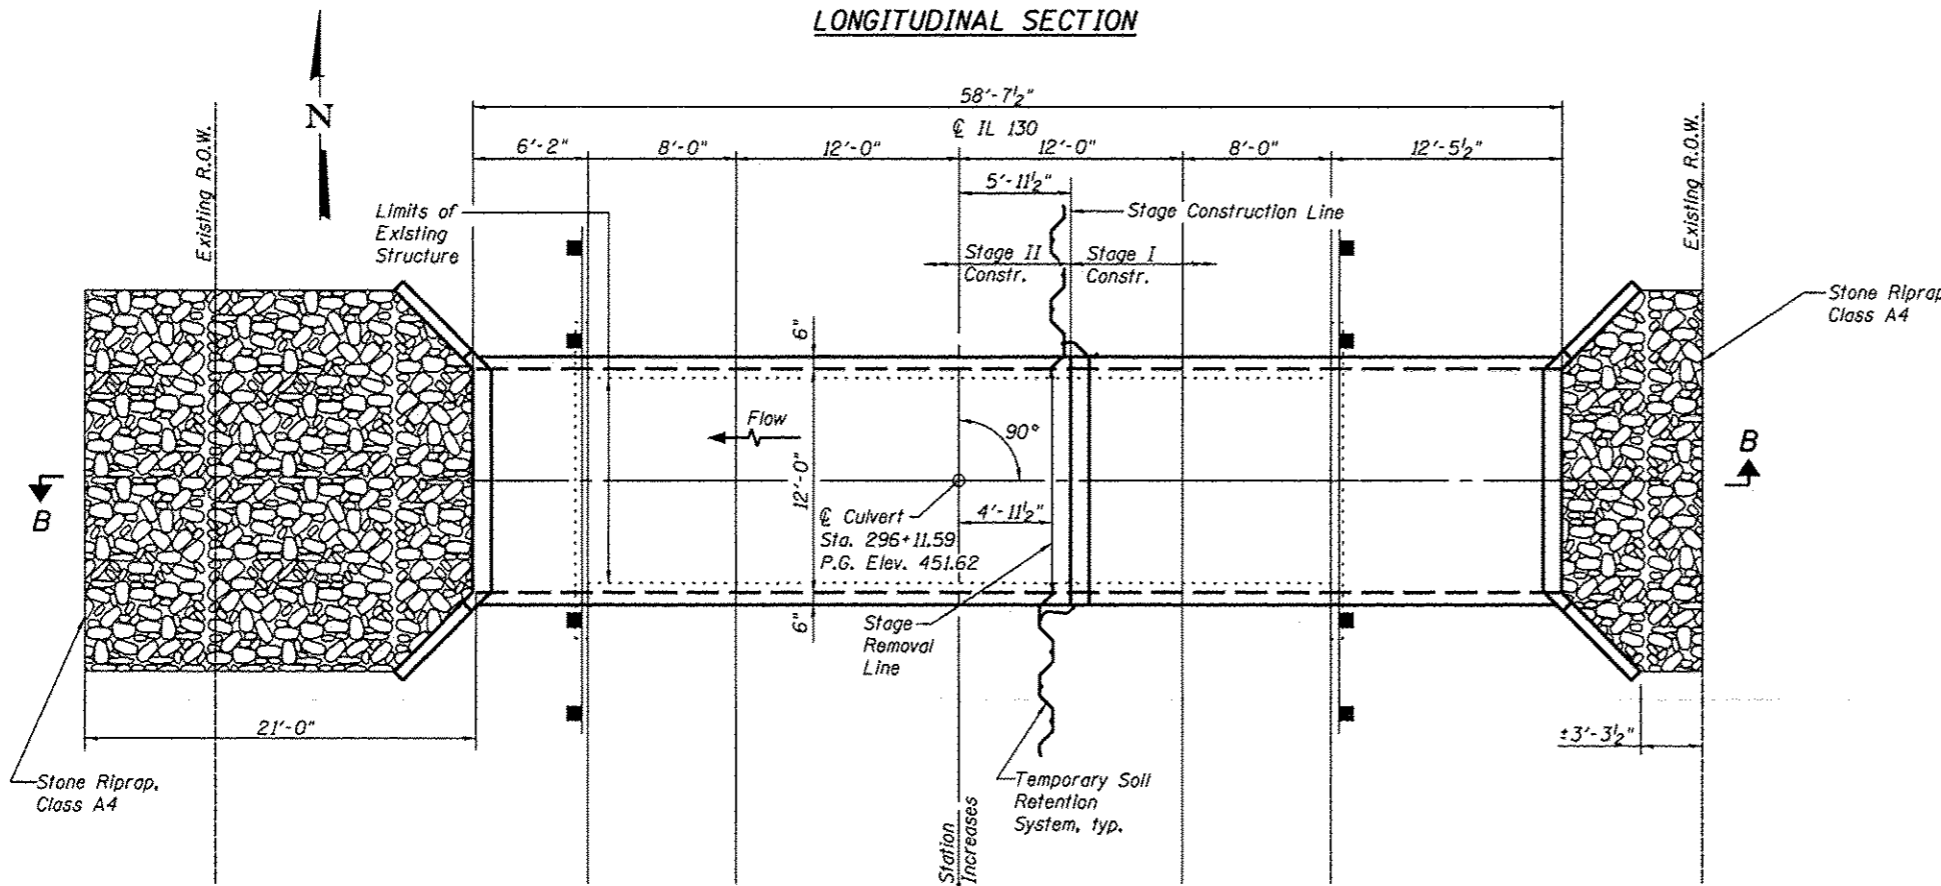 LONGITUDINAL SECTION
58'-7½"
℄ IL 130
6'-2"
8'-0"
12'-0"
12'-0"
8'-0"
12'-5½"
N
Existing R.O.W.
Existing R.O.W.
5'-11½"
Limits of
Existing
Structure
Stage Construction Line
Stage II
Constr.
Stage I
Constr.
Stone Riprap
Class A4
6"
Flow
90°
B
B
12'-0"
4'-11½"
℄ Culvert
Sta. 296+11.59
P.G. Elev. 451.62
6"
Stage
Removal
Line
21'-0"
±3'-3½"
Stone Riprap,
Class A4
Temporary Soil
Retention
System, typ.
Station
Increases